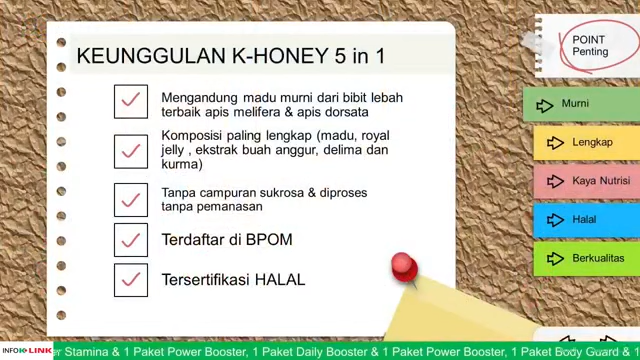 KEUNGGULAN K-HONEY 5 in 1
Mengandung madu murni dari bibit lebah
terbaik apis melifera & apis dorsata
Komposisi paling lengkap (madu, royal
jelly , ekstrak buah anggur, delima dan
kurma)
Tanpa campuran sukrosa & diproses
tanpa pemanasan
Terdaftar di BPOM
Tersertifikasi HALAL
POINT
Penting
Murni
Lengkap
Kaya Nutrisi
Halal
Berkualitas
INFO K-LINK
er Stamina & 1 Paket Power Booster, 1 Paket Daily Booster & 1 Paket Power Booster, 1 Paket Body Guard & 1